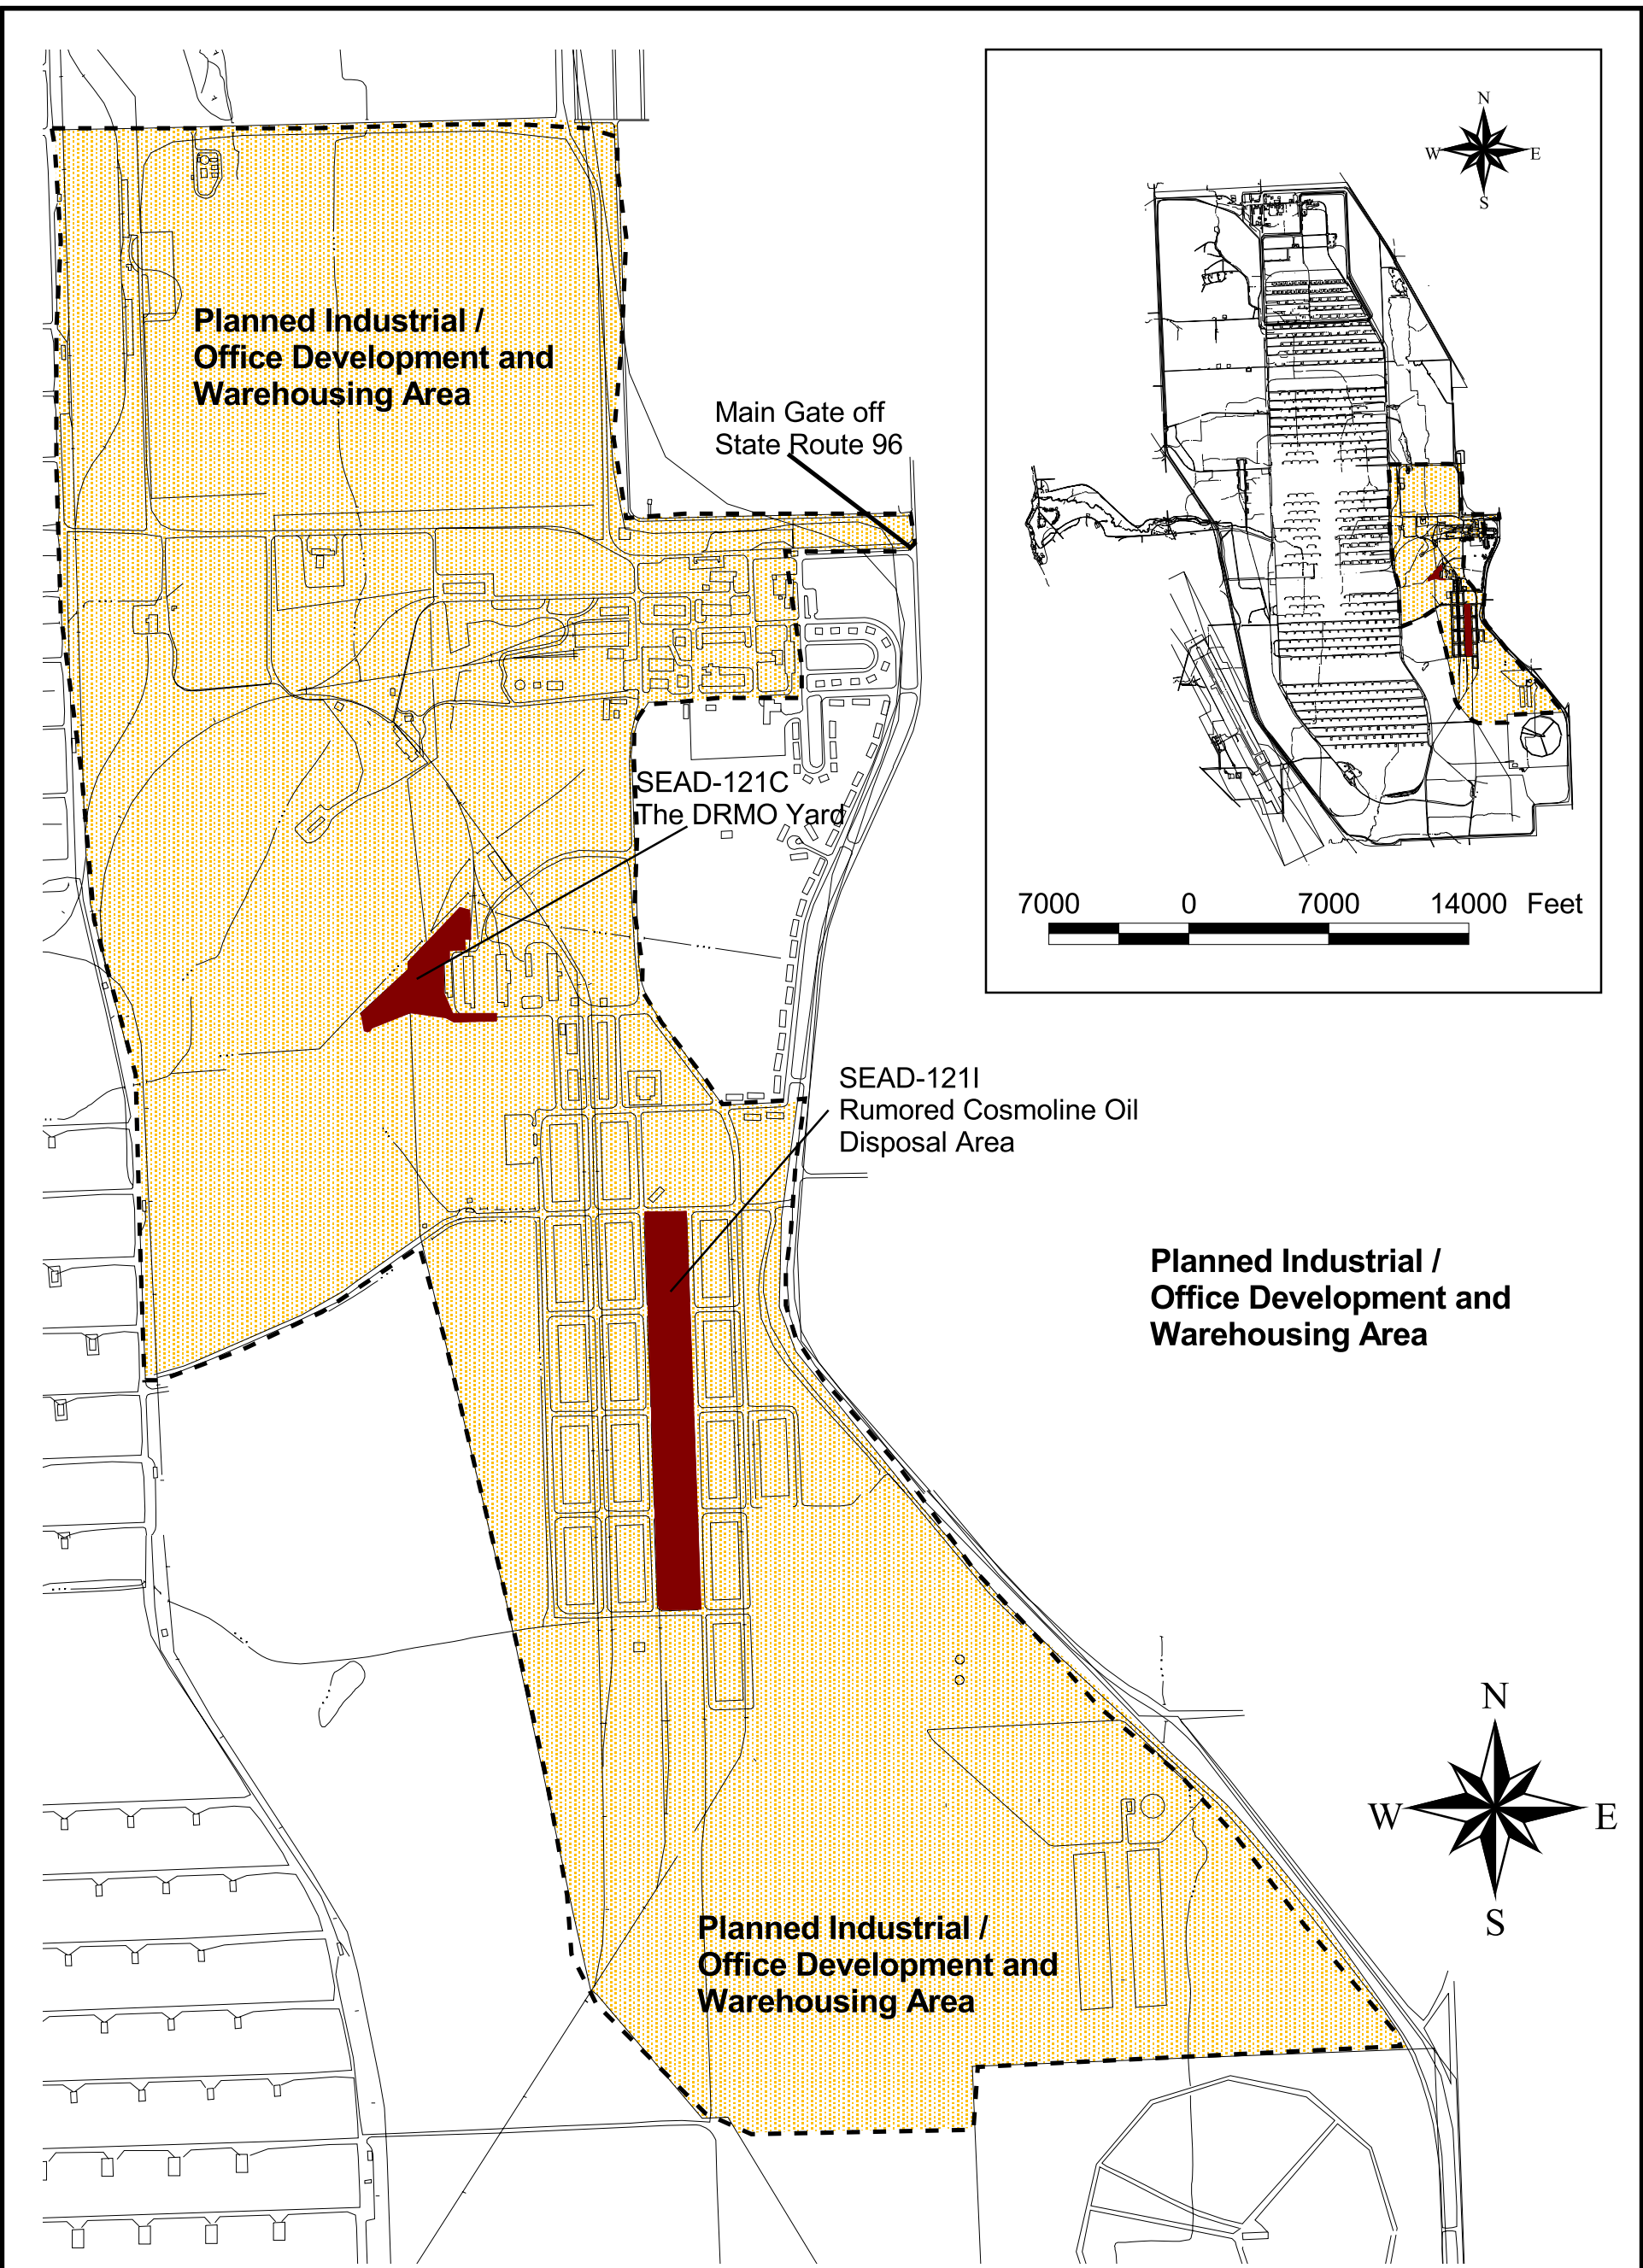 N
W
E
S
Planned Industrial /
Office Development and
Warehousing Area
Main Gate off
State Route 96
SEAD-121C
The DRMO Yard
7000 0 7000 14000 Feet
SEAD-121I
Rumored Cosmoline Oil
Disposal Area
Planned Industrial /
Office Development and
Warehousing Area
N
W
E
S
Planned Industrial /
Office Development and
Warehousing Area